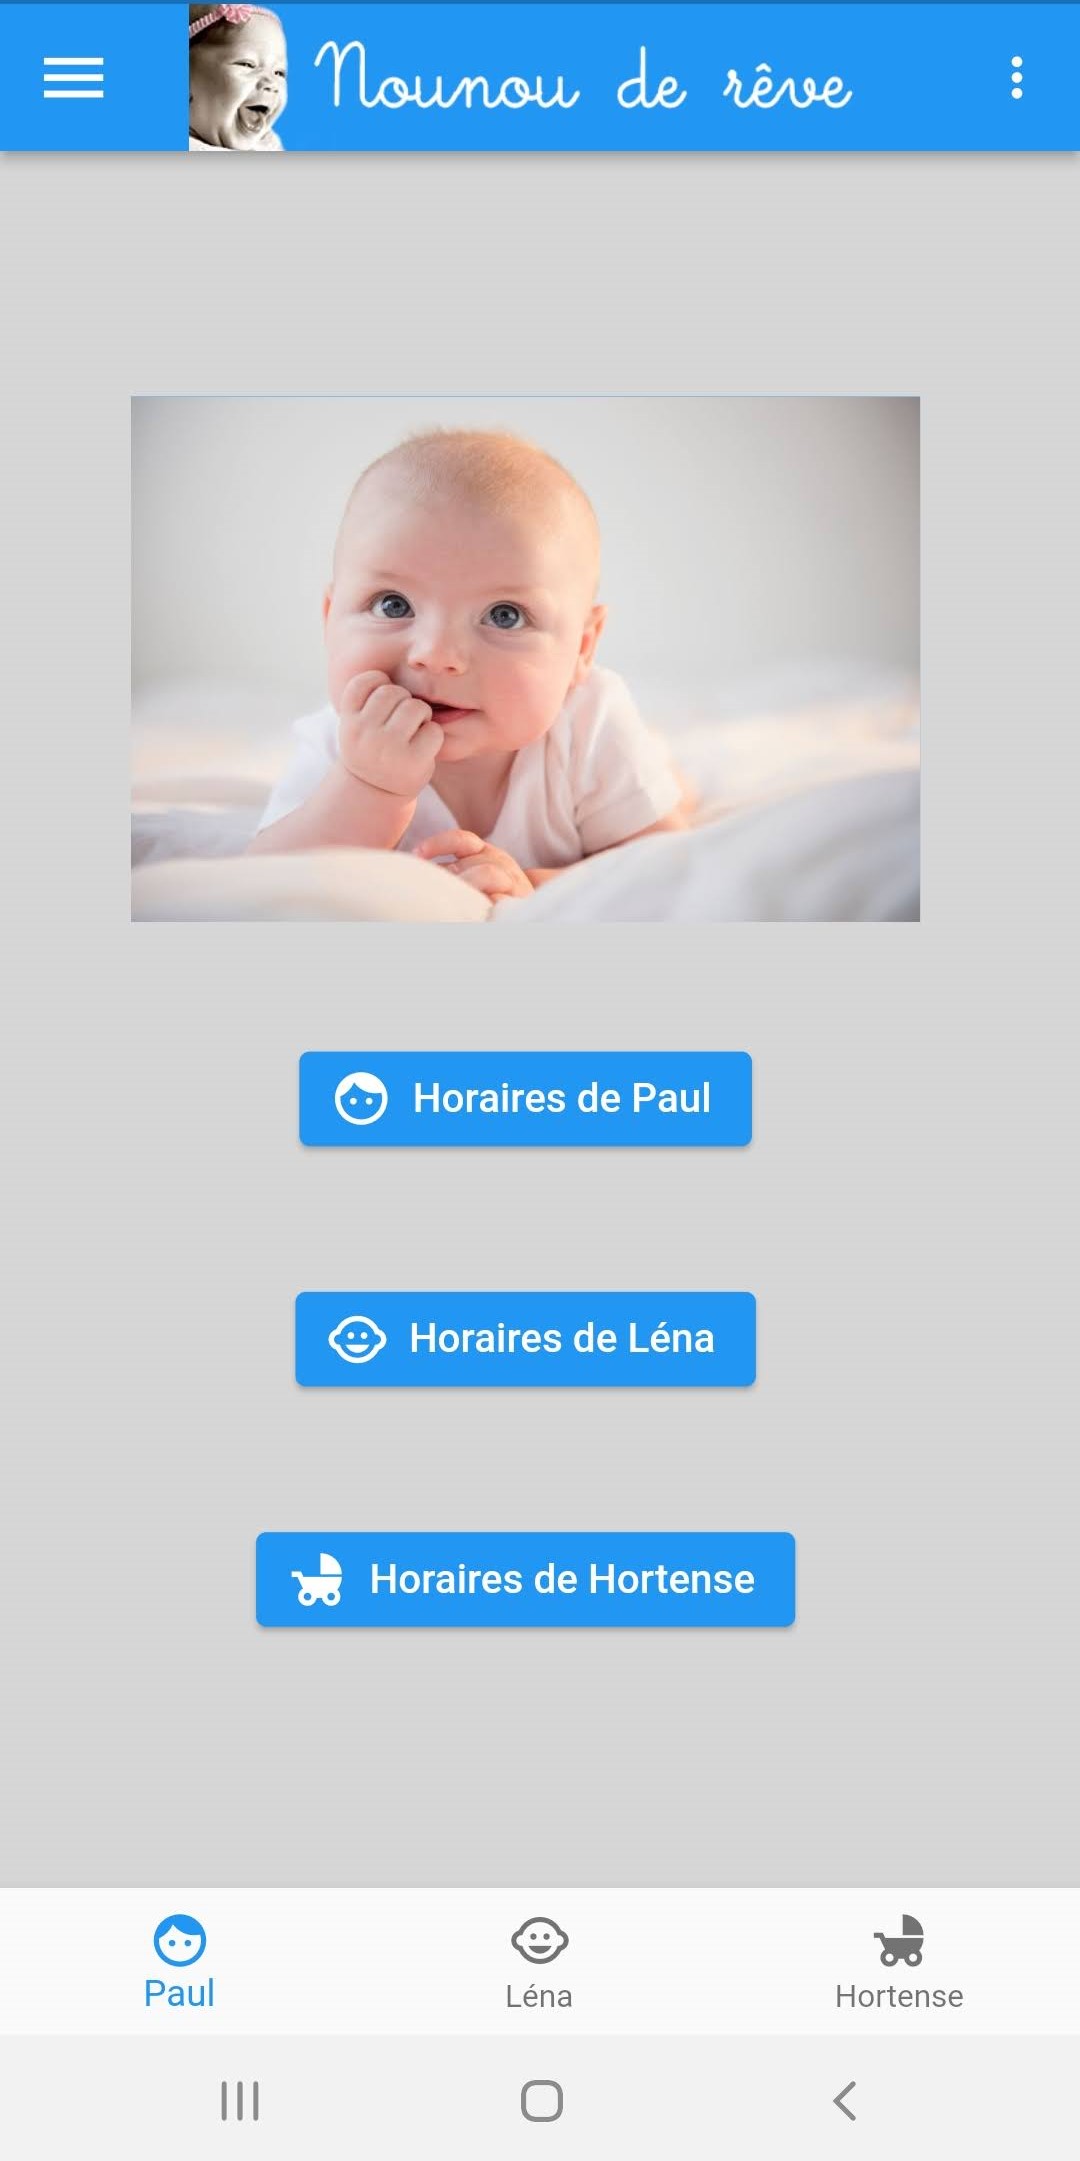 Nounou de rêve
Horaires de Paul
Horaires de Léna
Horaires de Hortense
Paul
Léna
Hortense